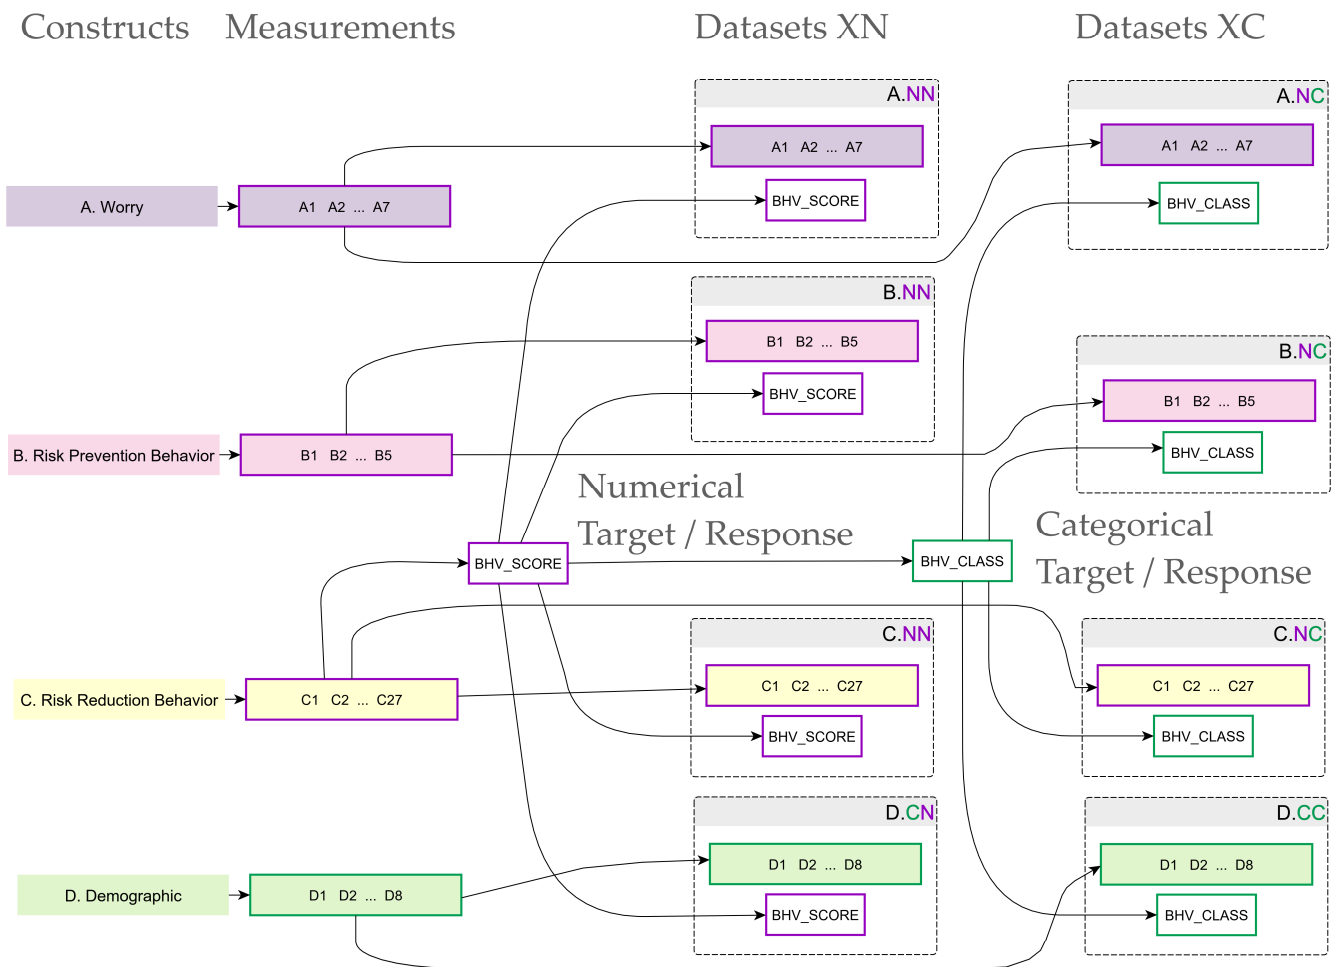 Constructs Measurements Datasets XN Datasets XC
A.NN
A1 A2 ... A7
BHV_SCORE
A.NC
A1 A2 ... A7
BHV_CLASS
A. Worry
A1 A2 ... A7
B.NN
B1 B2 ... B5
BHV_SCORE
B.NC
B1 B2 ... B5
BHV_CLASS
B. Risk Prevention Behavior
B1 B2 ... B5
Numerical
Target / Response
Categorical
Target / Response
BHV_SCORE
BHV_CLASS
C.NN
C1 C2 ... C27
BHV_SCORE
C.NC
C1 C2 ... C27
BHV_CLASS
C. Risk Reduction Behavior
C1 C2 ... C27
D.CN
D1 D2 ... D8
BHV_SCORE
D.CC
D1 D2 ... D8
BHV_CLASS
D. Demographic
D1 D2 ... D8